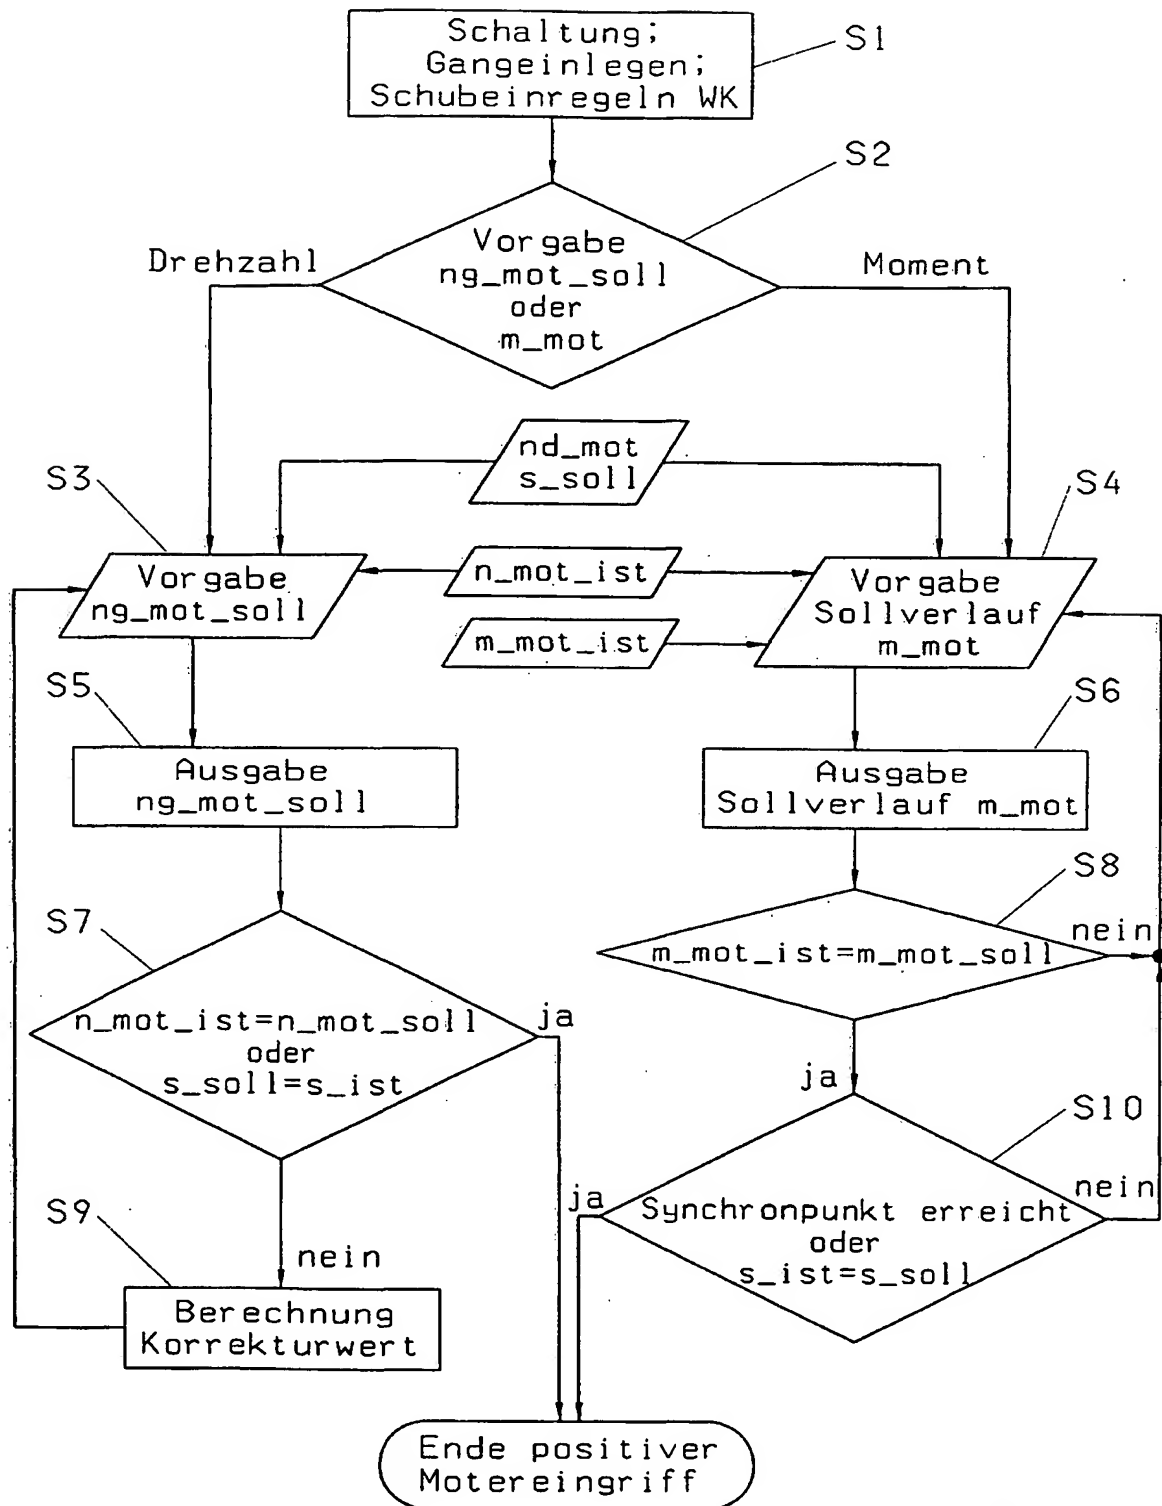 Schaltung;
Gangeinlegen;
Schubeinregeln WK
S1
S2
Vorgabe
ng_mot_soll
oder
m_mot
Drehzahl
Moment
nd_mot
s_soll
S3
S4
Vorgabe
ng_mot_soll
n_mot_ist
m_mot_ist
Vorgabe
Sollverlauf
m_mot
S5
S6
Ausgabe
ng_mot_soll
Ausgabe
Sollverlauf m_mot
S7
S8
n_mot_ist=n_mot_soll
oder
s_soll=s_ist
ja
m_mot_ist=m_mot_soll
nein
ja
S9
S10
nein
Berechnung
Korrekturwert
ja
Synchronpunkt erreicht
oder
s_ist=s_soll
nein
Ende positiver
Motereingriff